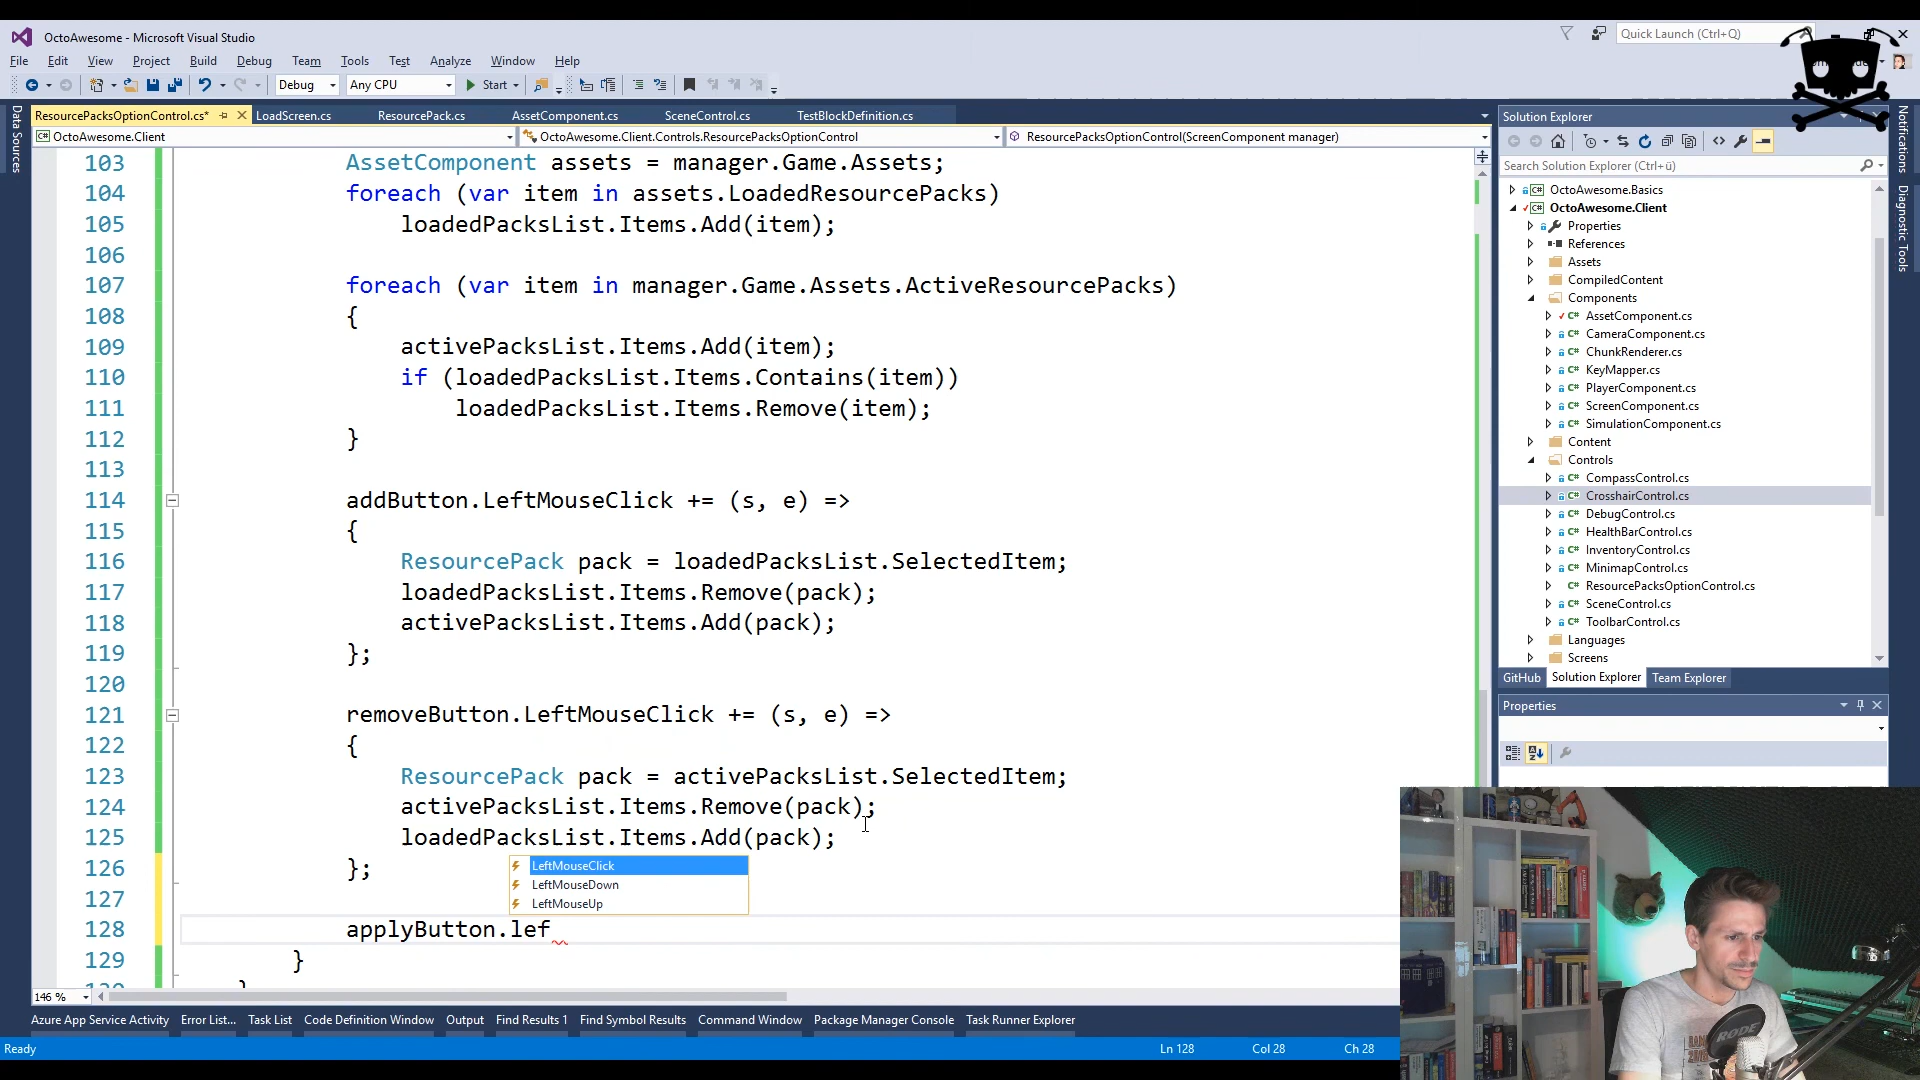 OctoAwesome - Microsoft Visual Studio
Quick Launch (Ctrl+Q)
File Edit View Project Build Debug Team Tools Test Analyze Window Help
Debug Any CPU Start
ResourcePacksOptionControl.cs* LoadScreen.cs ResourcePack.cs AssetComponent.cs SceneControl.cs TestBlockDefinition.cs
OctoAwesome.Client OctoAwesome.Client.Controls.ResourcePacksOptionControl ResourcePacksOptionControl(ScreenComponent manager)
Data Sources
103 AssetComponent assets = manager.Game.Assets;
104 foreach (var item in assets.LoadedResourcePacks)
105 loadedPacksList.Items.Add(item);
106
107 foreach (var item in manager.Game.Assets.ActiveResourcePacks)
108 {
109 activePacksList.Items.Add(item);
110 if (loadedPacksList.Items.Contains(item))
111 loadedPacksList.Items.Remove(item);
112 }
113
114 addButton.LeftMouseClick += (s, e) =>
115 {
116 ResourcePack pack = loadedPacksList.SelectedItem;
117 loadedPacksList.Items.Remove(pack);
118 activePacksList.Items.Add(pack);
119 };
120
121 removeButton.LeftMouseClick += (s, e) =>
122 {
123 ResourcePack pack = activePacksList.SelectedItem;
124 activePacksList.Items.Remove(pack);
125 loadedPacksList.Items.Add(pack);
126 };
127
128 applyButton.lef
129 }
LeftMouseClick
LeftMouseDown
LeftMouseUp
146 %
Solution Explorer
Search Solution Explorer (Ctrl+ü)
OctoAwesome.Basics
OctoAwesome.Client
Properties
References
Assets
CompiledContent
Components
AssetComponent.cs
CameraComponent.cs
ChunkRenderer.cs
KeyMapper.cs
PlayerComponent.cs
ScreenComponent.cs
SimulationComponent.cs
Content
Controls
CompassControl.cs
CrosshairControl.cs
DebugControl.cs
HealthBarControl.cs
InventoryControl.cs
MinimapControl.cs
ResourcePacksOptionControl.cs
SceneControl.cs
ToolbarControl.cs
Languages
Screens
GitHub Solution Explorer Team Explorer
Properties
Notifications
Diagnostic Tools
Azure App Service Activity Error List... Task List Code Definition Window Output Find Results 1 Find Symbol Results Command Window Package Manager Console Task Runner Explorer
Ready Ln 128 Col 28 Ch 28
RODE